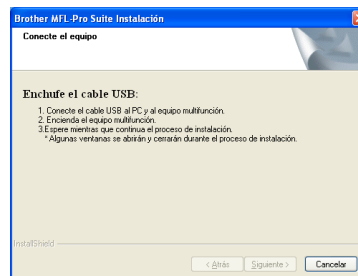 Brother MFL-Pro Suite Instalación
Conecte el equipo
Enchufe el cable USB:
1. Conecte el cable USB al PC y al equipo multifunción.
2. Encienda el equipo multifunción.
3.Espere mientras que continua el proceso de instalación.
* Algunas ventanas se abrirán y cerrarán durante el proceso de instalación.
InstallShield
< Atrás
Siguiente >
Cancelar